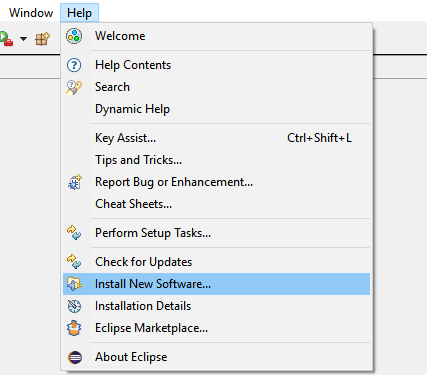 Window Help
Welcome
Help Contents
Search
Dynamic Help
Key Assist... Ctrl+Shift+L
Tips and Tricks...
Report Bug or Enhancement...
Cheat Sheets...
Perform Setup Tasks...
Check for Updates
Install New Software...
Installation Details
Eclipse Marketplace...
About Eclipse